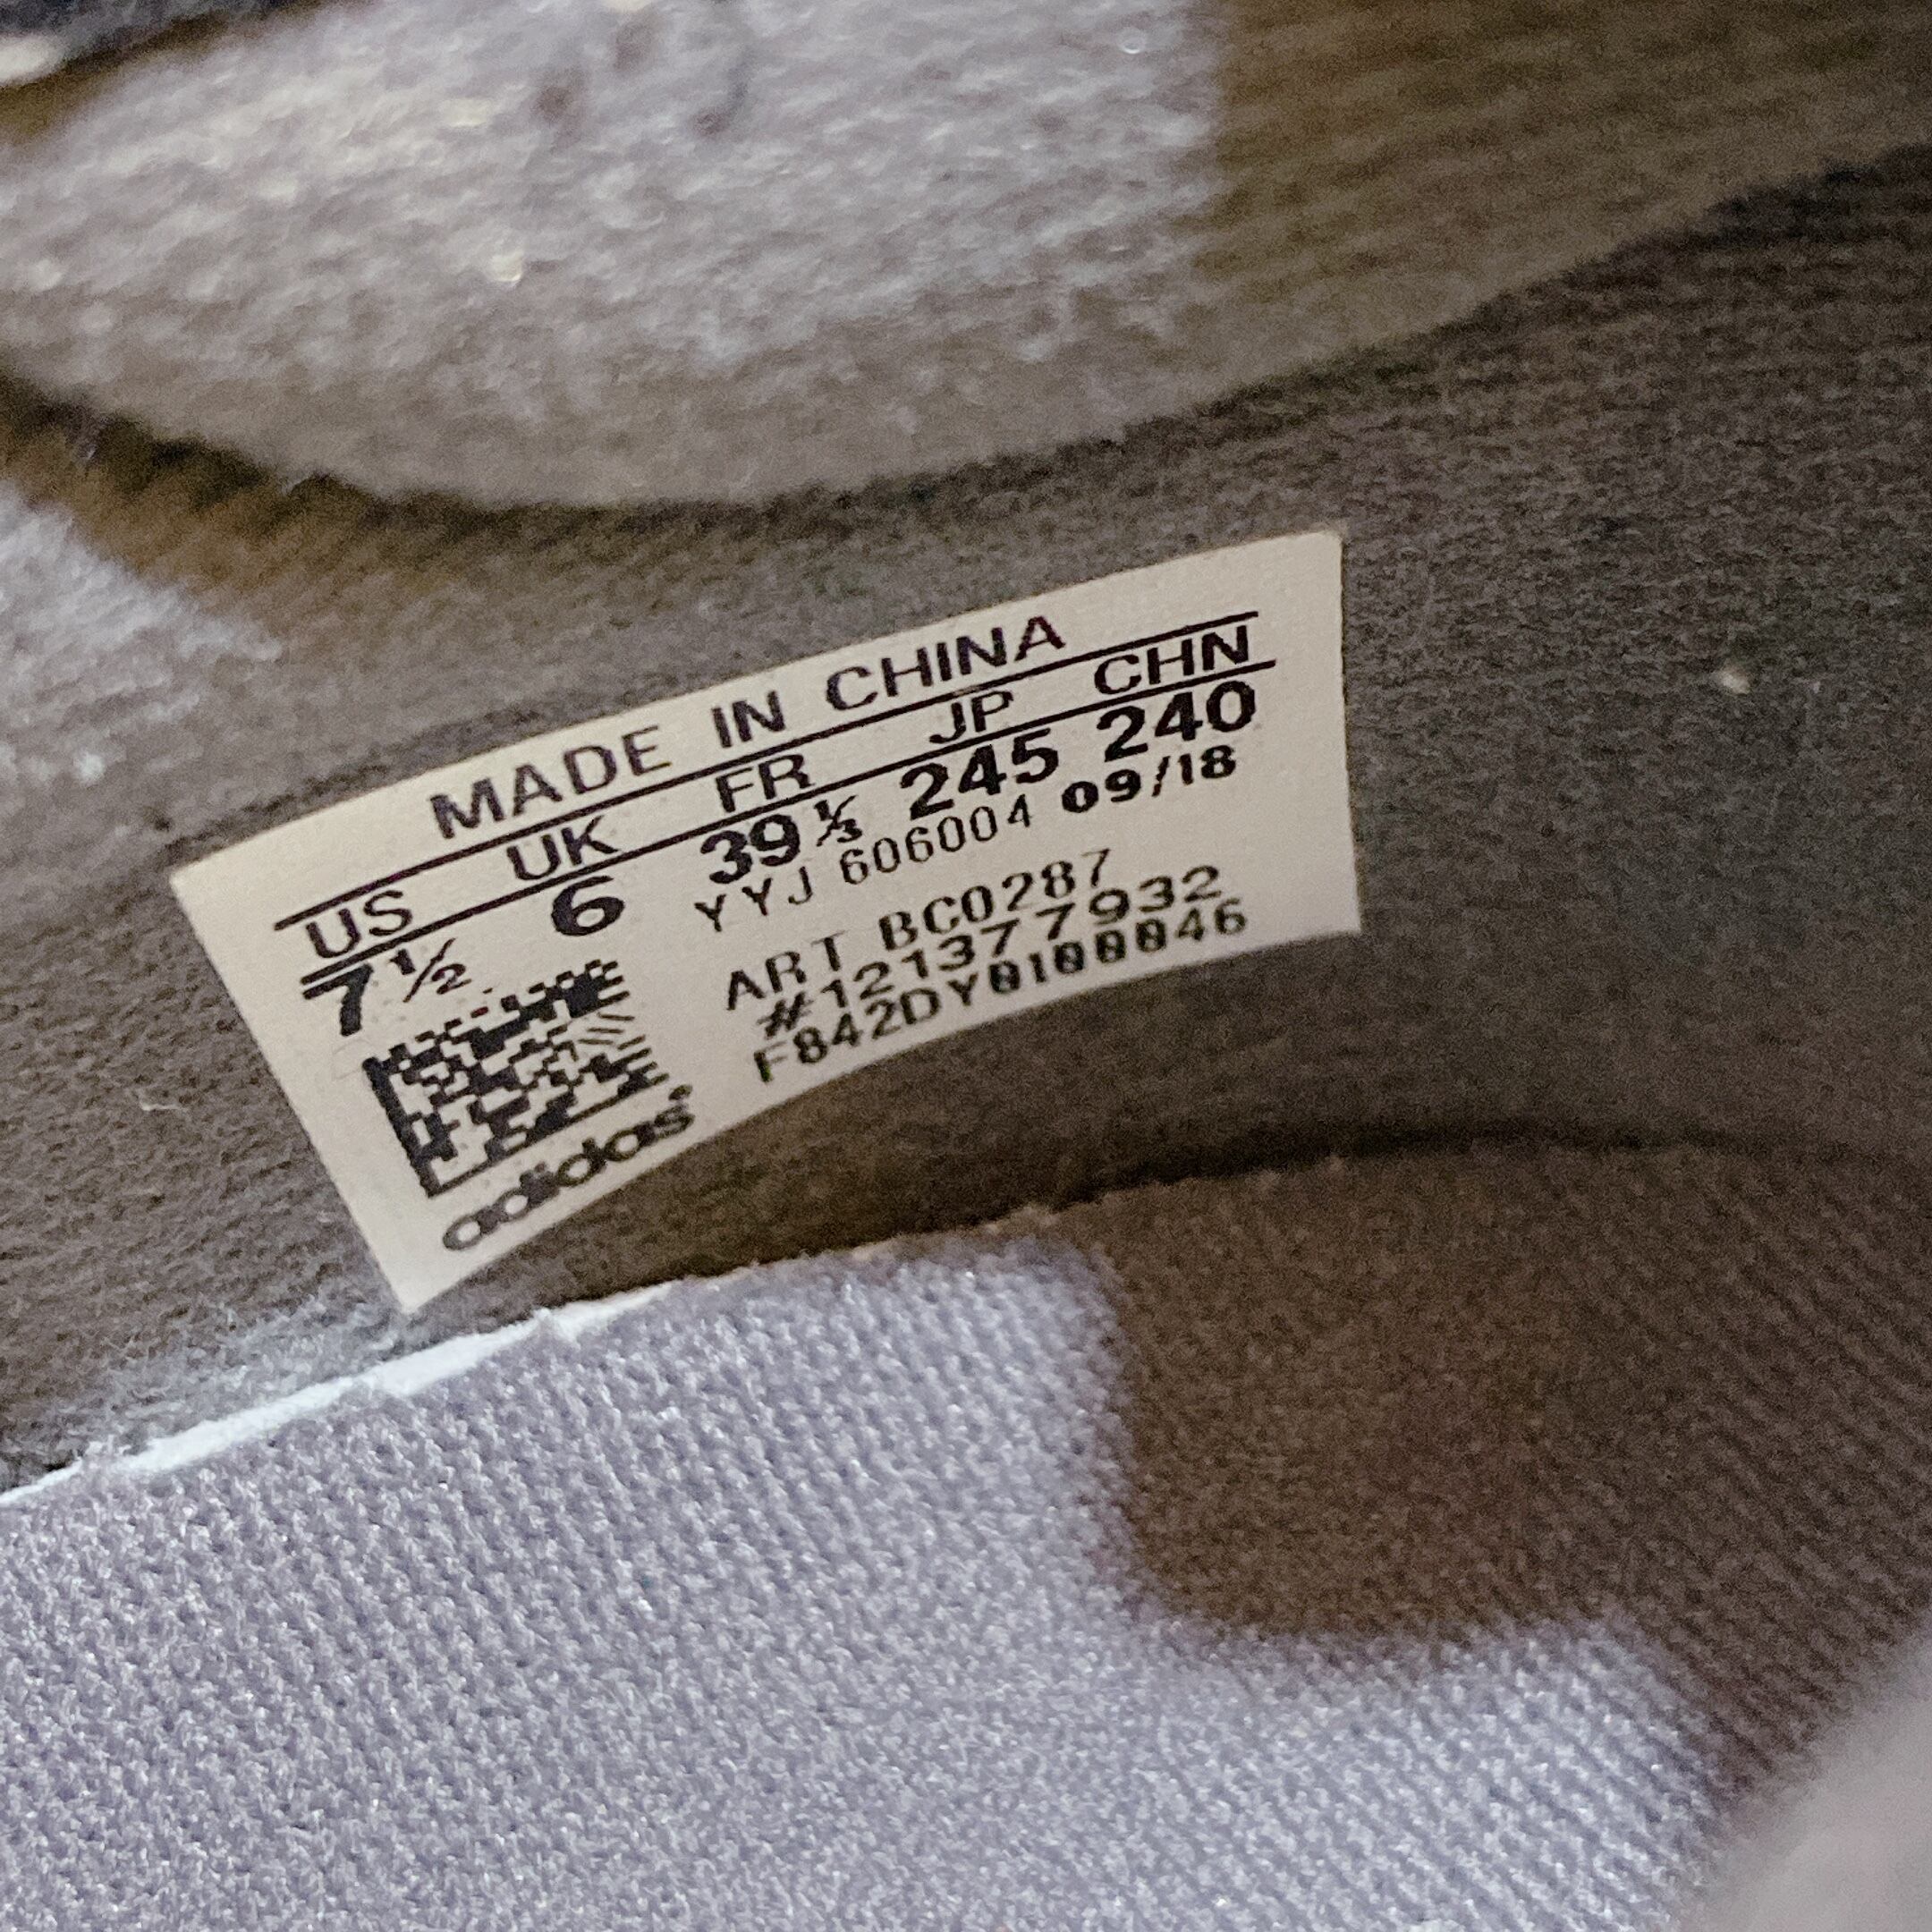 MADE IN CHINA
US UK FR JP CHN
7½ 6 39⅓ 245 240
YYJ 606004 09/18
ART BC0287
#1213777932
F842DY0100046
adidas